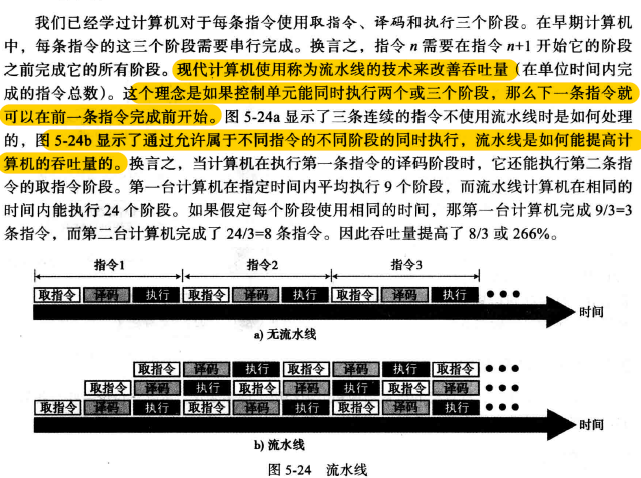 我们已经学过计算机对于每条指令使用取指令、译码和执行三个阶段。在早期计算机
中，每条指令的这三个阶段需要串行完成。换言之，指令 n 需要在指令 n+1 开始它的阶段
之前完成它的所有阶段。现代计算机使用称为流水线的技术来改善吞吐量（在单位时间内完
成的指令总数）。这个理念是如果控制单元能同时执行两个或三个阶段，那么下一条指令就
可以在前一条指令完成前开始。图 5-24a 显示了三条连续的指令不使用流水线时是如何处理
的，图 5-24b 显示了通过允许属于不同指令的不同阶段的同时执行，流水线是如何能提高计
算机的吞吐量的。换言之，当计算机在执行第一条指令的译码阶段时，它还能执行第二条指
令的取指令阶段。第一台计算机在指定时间内平均执行 9 个阶段，而流水线计算机在相同的
时间内能执行 24 个阶段。如果假定每个阶段使用相同的时间，那第一台计算机完成 9/3=3
条指令，而第二台计算机完成了 24/3=8 条指令。因此吞吐量提高了 8/3 或 266%。
指令1 指令2 指令3
取指令 译码 执行 取指令 译码 执行 取指令 译码 执行
时间
a) 无流水线
取指令 译码 执行 取指令 译码 执行 取指令
取指令 译码 执行 取指令 译码 执行 取指令 译码
取指令 译码 执行 取指令 译码 执行 取指令 译码 执行
时间
b) 流水线
图 5-24 流水线